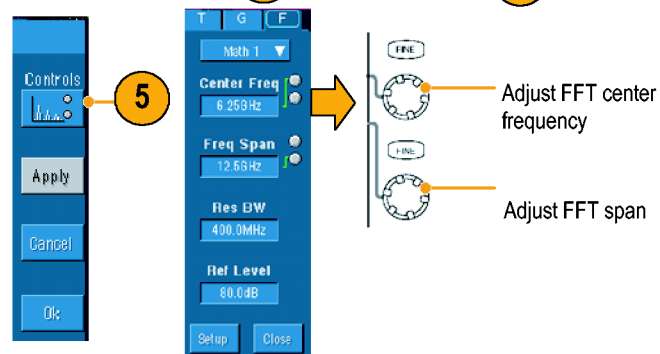 T G F
Math 1
Controls
Center Freq
6.25GHz
5
Freq Span
12.5GHz
Apply
Res BW
400.0MHz
Cancel
Ref Level
80.0dB
Ok
Setup Close
FINE
Adjust FFT center
frequency
FINE
Adjust FFT span